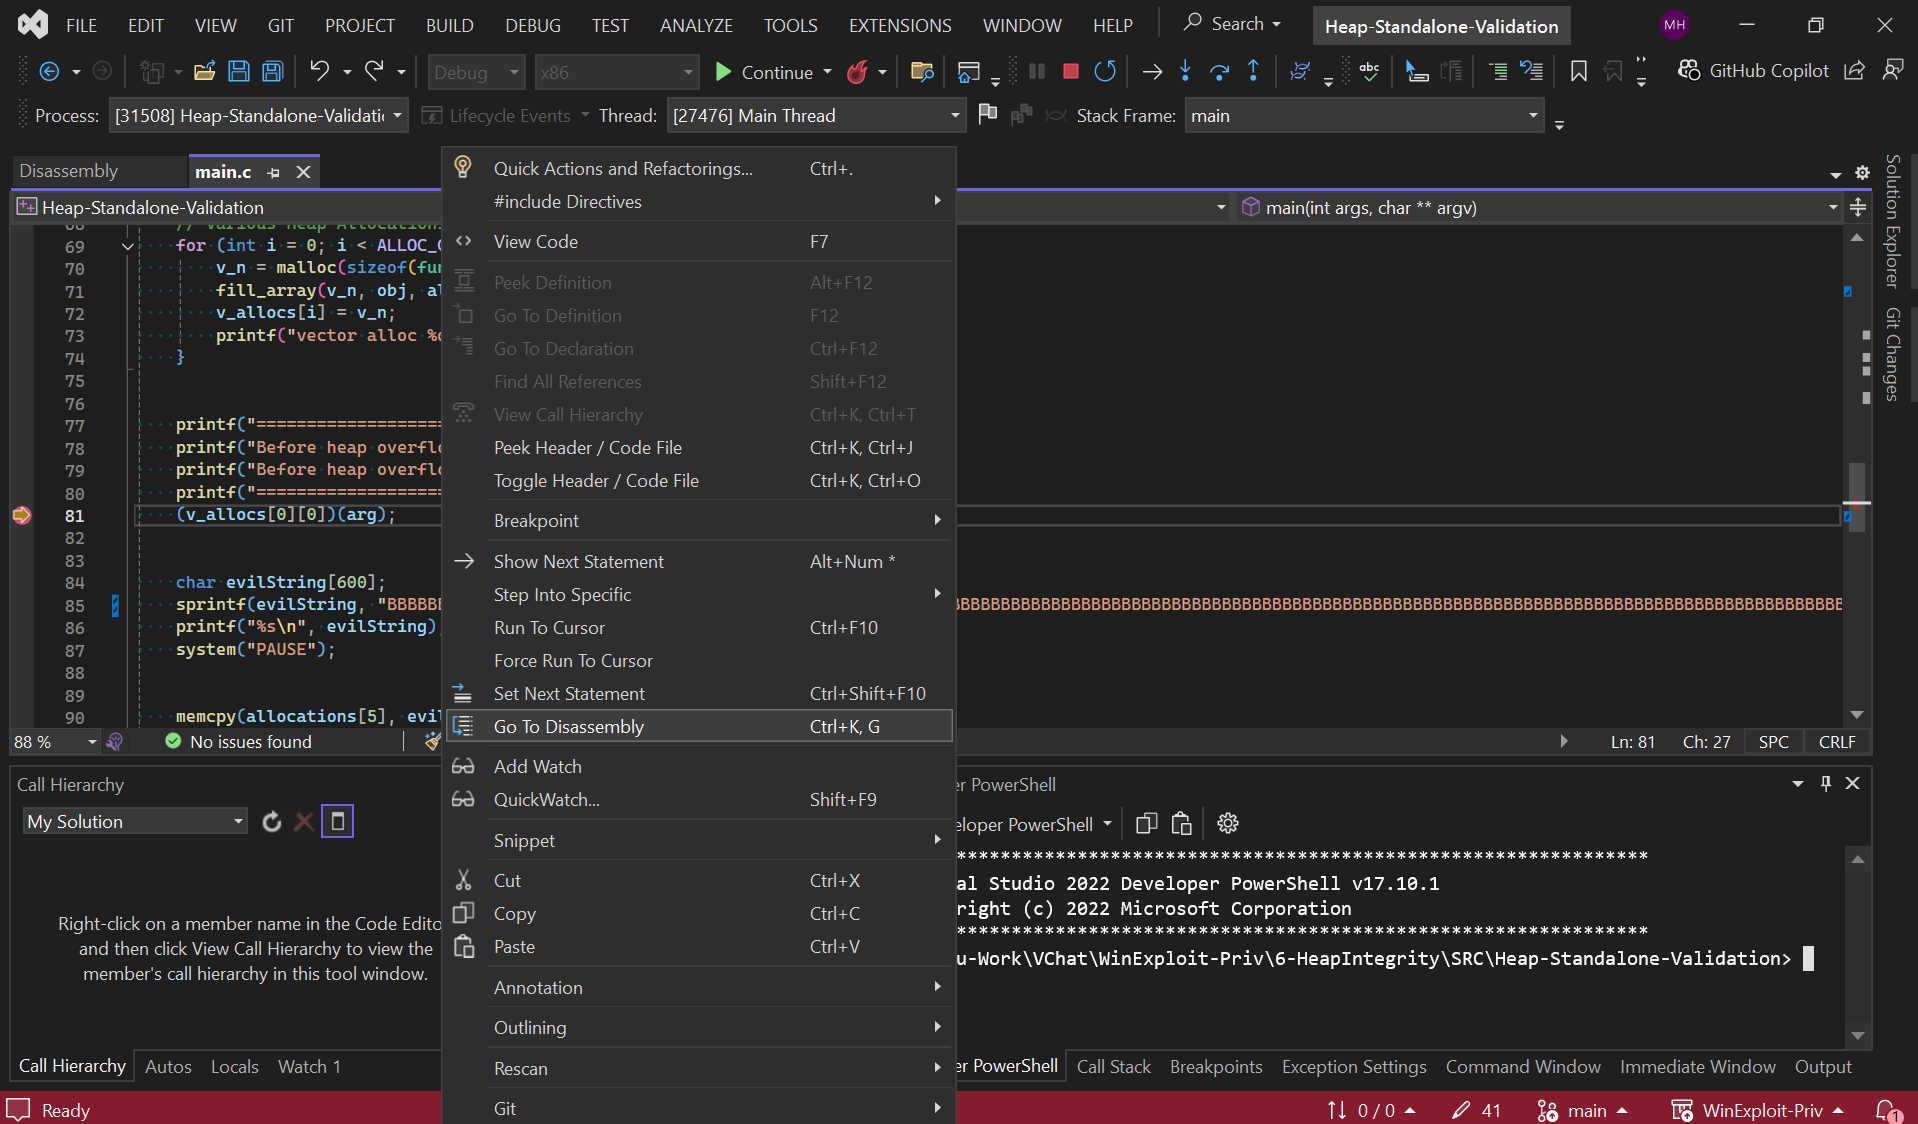 FILE EDIT VIEW GIT PROJECT BUILD DEBUG TEST ANALYZE TOOLS EXTENSIONS WINDOW HELP Search Heap-Standalone-Validation MH
Debug x86 Continue abc GitHub Copilot
Process: [31508] Heap-Standalone-Validati Lifecycle Events Thread: [27476] Main Thread Stack Frame: main
Disassembly main.c
Heap-Standalone-Validation main(int args, char ** argv)
69 for (int i = 0; i < ALLOC_
70 v_n = malloc(sizeof(fun
71 fill_array(v_n, obj, al
72 v_allocs[i] = v_n;
73 printf("vector alloc %
74 }
75
76
77 printf("=================
78 printf("Before heap overflo
79 printf("Before heap overflo
80 printf("=================
81 (v_allocs[0][0])(arg);
82
83
84 char evilString[600];
85 sprintf(evilString, "BBBBBB
86 printf("%s\n", evilString)
87 system("PAUSE");
88
89
90 memcpy(allocations[5], evil
88 % No issues found Ln: 81 Ch: 27 SPC CRLF
Quick Actions and Refactorings... Ctrl+.
#include Directives
View Code F7
Peek Definition Alt+F12
Go To Definition F12
Go To Declaration Ctrl+F12
Find All References Shift+F12
View Call Hierarchy Ctrl+K, Ctrl+T
Peek Header / Code File Ctrl+K, Ctrl+J
Toggle Header / Code File Ctrl+K, Ctrl+O
Breakpoint
Show Next Statement Alt+Num *
Step Into Specific
Run To Cursor Ctrl+F10
Force Run To Cursor
Set Next Statement Ctrl+Shift+F10
Go To Disassembly Ctrl+K, G
Add Watch
QuickWatch... Shift+F9
Snippet
Cut Ctrl+X
Copy Ctrl+C
Paste Ctrl+V
Annotation
Outlining
Rescan
Git
Solution Explorer
Git Changes
Call Hierarchy
My Solution
Right-click on a member name in the Code Edito
and then click View Call Hierarchy to view the
member's call hierarchy in this tool window.
er PowerShell
eloper PowerShell
al Studio 2022 Developer PowerShell v17.10.1
right (c) 2022 Microsoft Corporation
u-Work\VChat\WinExploit-Priv\6-HeapIntegrity\SRC\Heap-Standalone-Validation>
Call Hierarchy Autos Locals Watch 1 er PowerShell Call Stack Breakpoints Exception Settings Command Window Immediate Window Output
Ready 0 / 0 41 main WinExploit-Priv 1